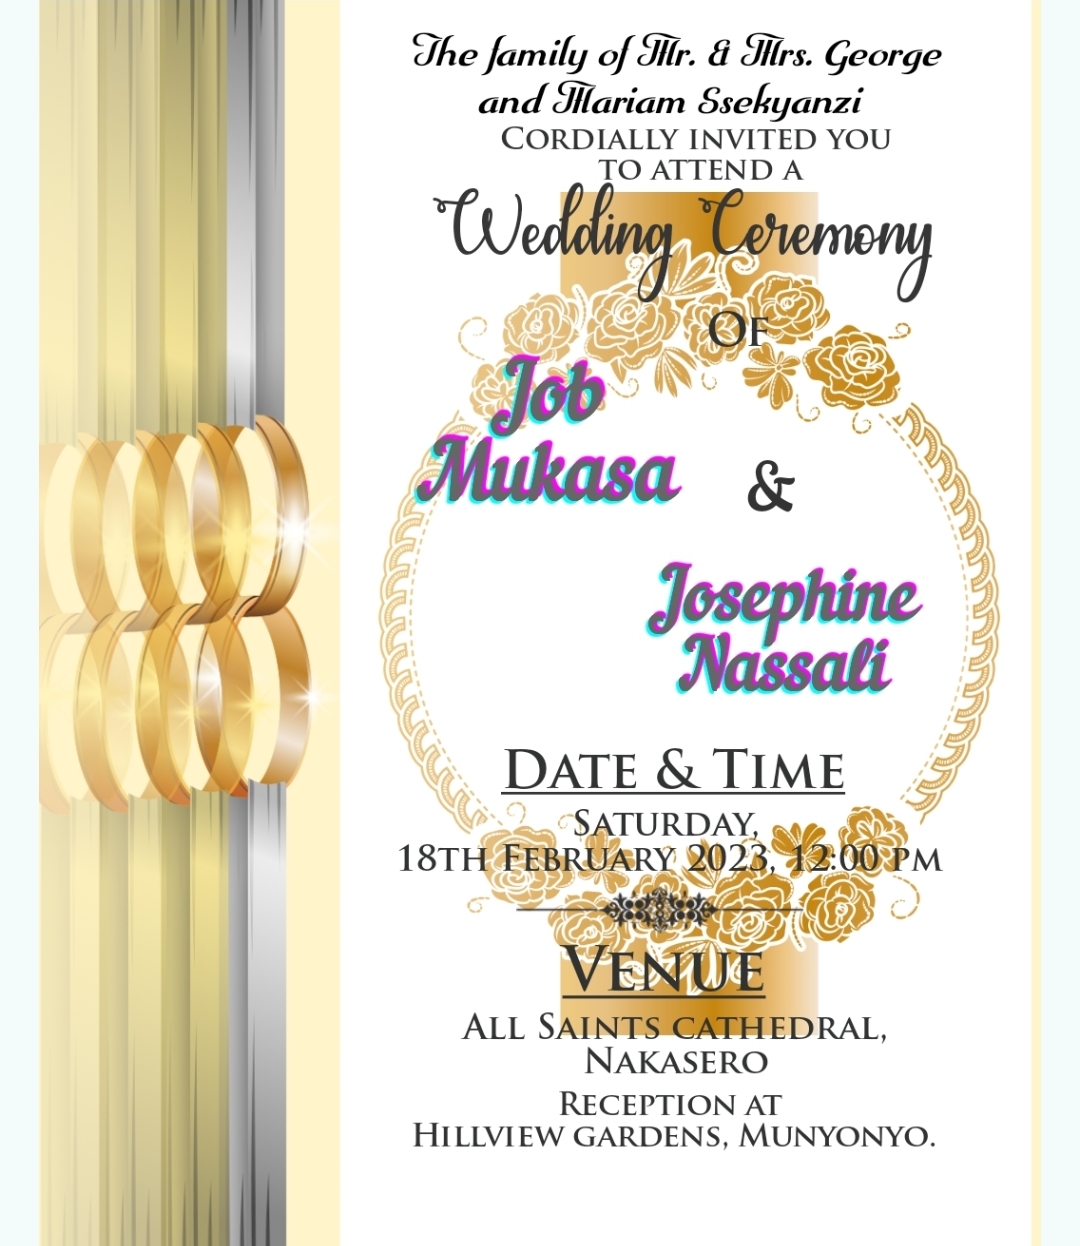 The family of Mr. & Mrs. George
and Mariam Ssekyanzi
CORDIALLY INVITED YOU
TO ATTEND A
Wedding Ceremony
OF
Job
Mukasa
&
Josephine
Nassali
DATE & TIME
SATURDAY,
18TH FEBRUARY 2023, 12:00 PM
VENUE
ALL SAINTS CATHEDRAL,
NAKASERO
RECEPTION AT
HILLVIEW GARDENS, MUNYONYO.